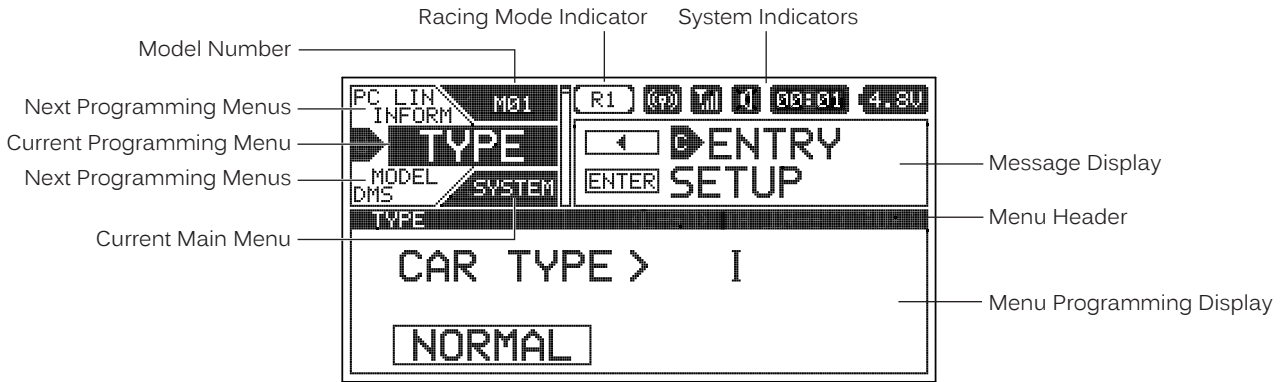 Racing Mode Indicator
System Indicators
Model Number
Next Programming Menus
Current Programming Menu
Next Programming Menus
Current Main Menu
PC LIN
INFORM
M01
TYPE
MODEL
DMS
SYSTEM
R1
00:01
4.8V
C ENTRY
ENTER SETUP
TYPE
CAR TYPE > I
NORMAL
Message Display
Menu Header
Menu Programming Display